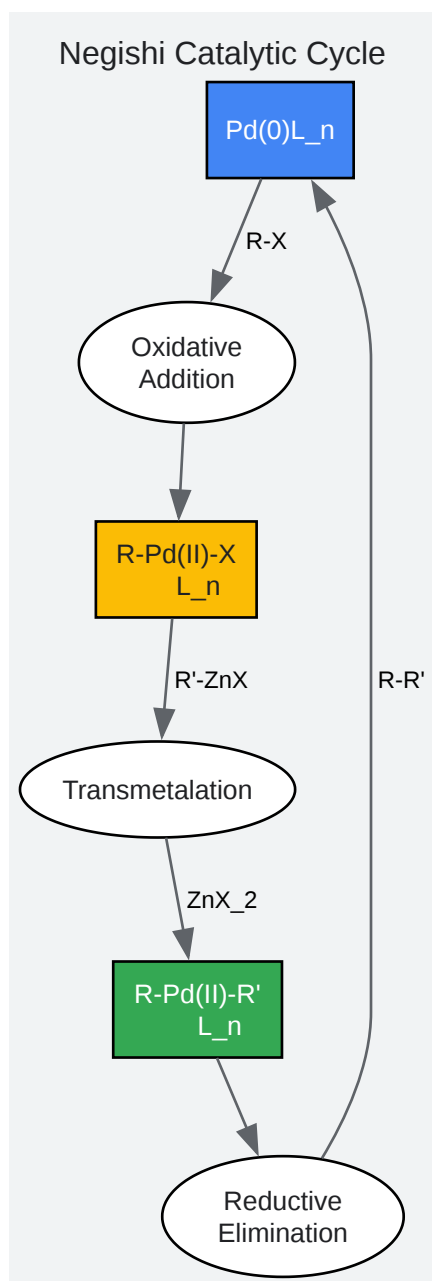 Negishi Catalytic Cycle
Pd(0)L_n
R-X
Oxidative
Addition
R-Pd(II)-X
L_n
R'-ZnX
R-R'
Transmetalation
ZnX_2
R-Pd(II)-R'
L_n
Reductive
Elimination